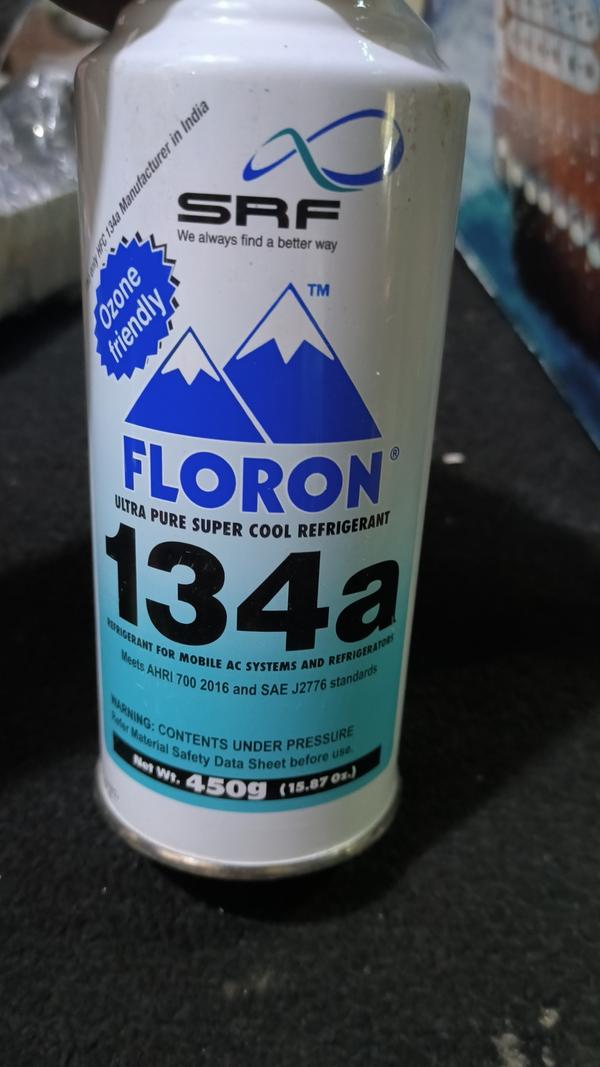 only HFC 134a Manufacturer in India
SRF
We always find a better way
Ozone
friendly
TM
FLORON®
ULTRA PURE SUPER COOL REFRIGERANT
134a
REFRIGERANT FOR MOBILE AC SYSTEMS AND REFRIGERATORS
Meets AHRI 700 2016 and SAE J2776 standards
WARNING: CONTENTS UNDER PRESSURE
Refer Material Safety Data Sheet before use.
Net Wt. 450g (15.87 Oz.)